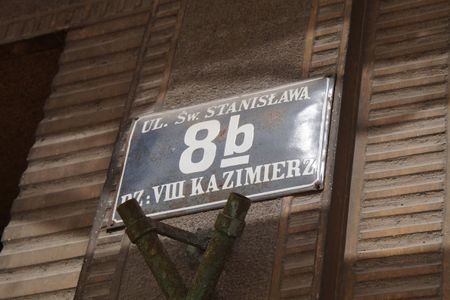 UL. ŚW. STANISŁAWA
8b
DZ: VIII KAZIMIERZ